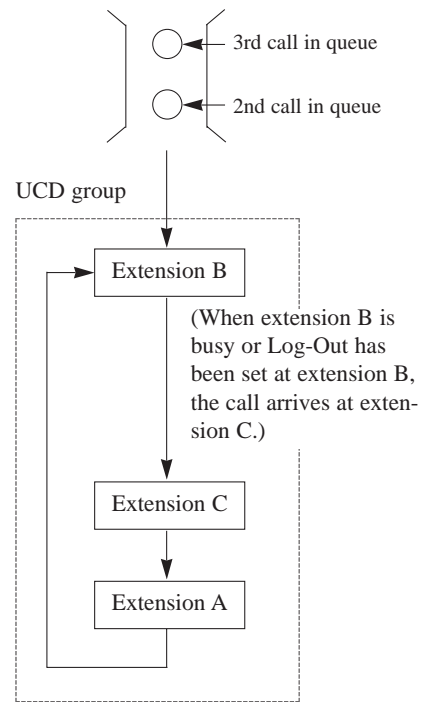 3rd call in queue
2nd call in queue
UCD group
Extension B
(When extension B is
busy or Log-Out has
been set at extension B,
the call arrives at exten-
sion C.)
Extension C
Extension A